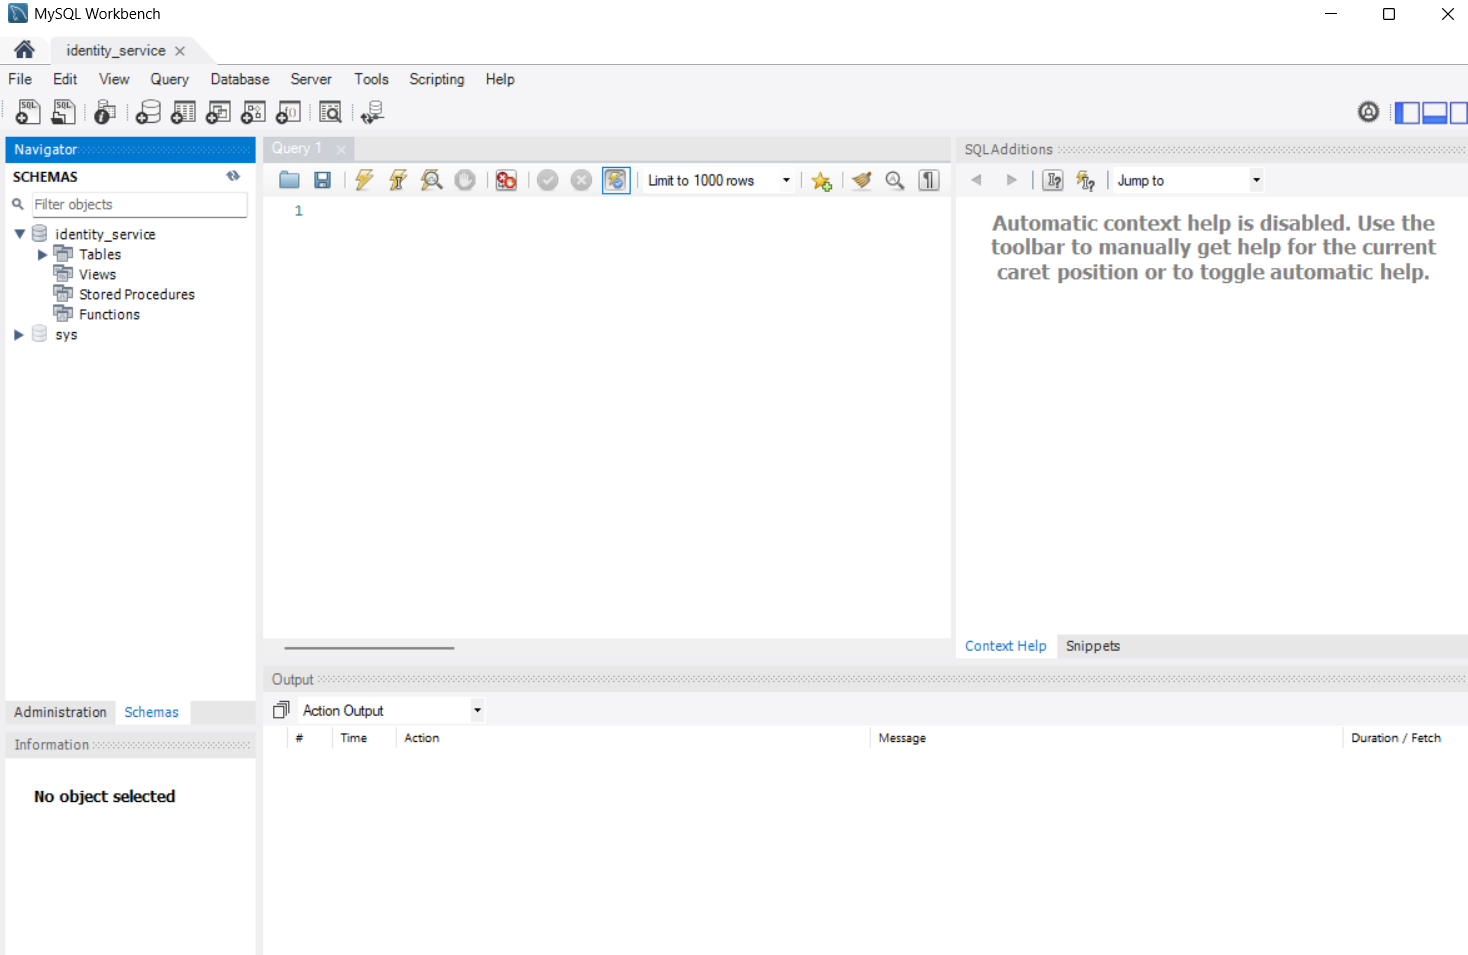 MySQL Workbench
identity_service
File Edit View Query Database Server Tools Scripting Help
Navigator
SCHEMAS
Filter objects
identity_service
Tables
Views
Stored Procedures
Functions
sys
Administration Schemas
Information
No object selected
Query 1
Limit to 1000 rows
1
SQLAdditions
Jump to
Automatic context help is disabled. Use the
toolbar to manually get help for the current
caret position or to toggle automatic help.
Context Help Snippets
Output
Action Output
# Time Action Message Duration / Fetch